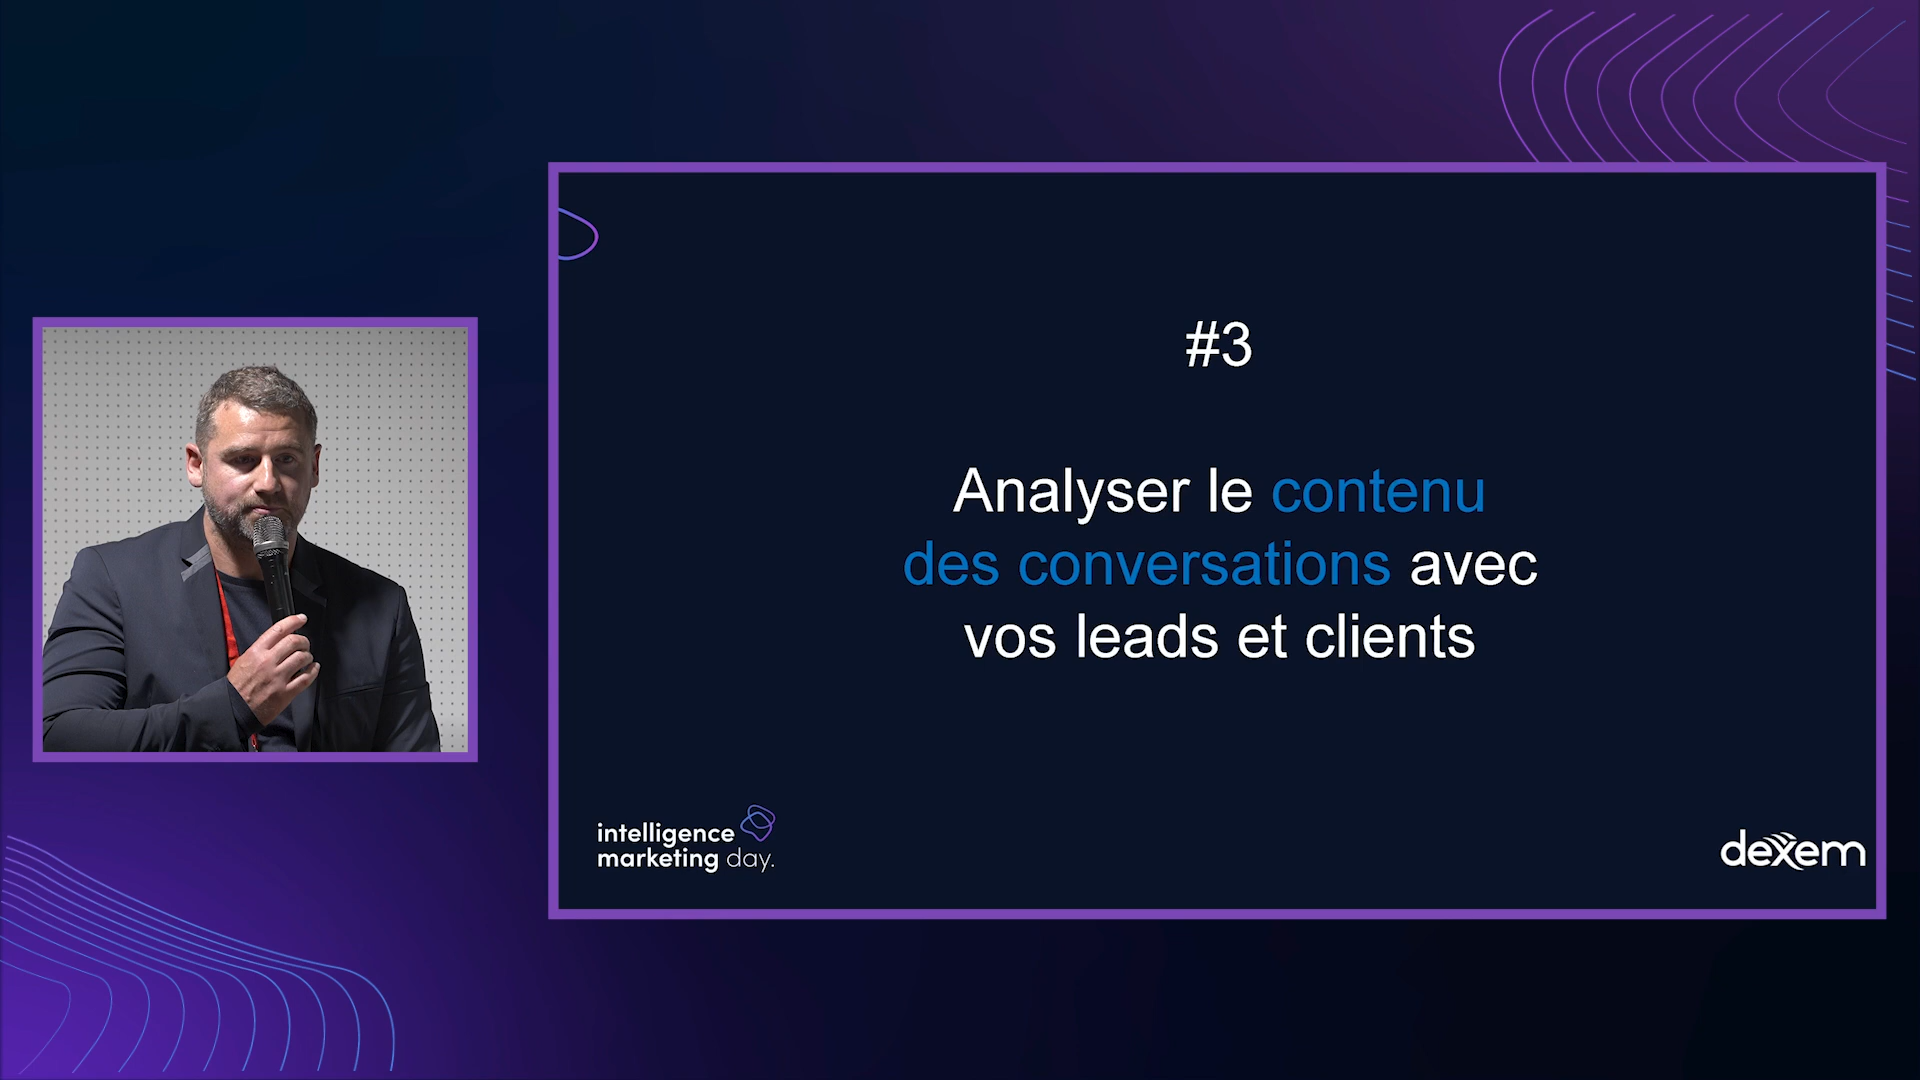 #3
Analyser le contenu
des conversations avec
vos leads et clients
intelligence
marketing day.
dexem